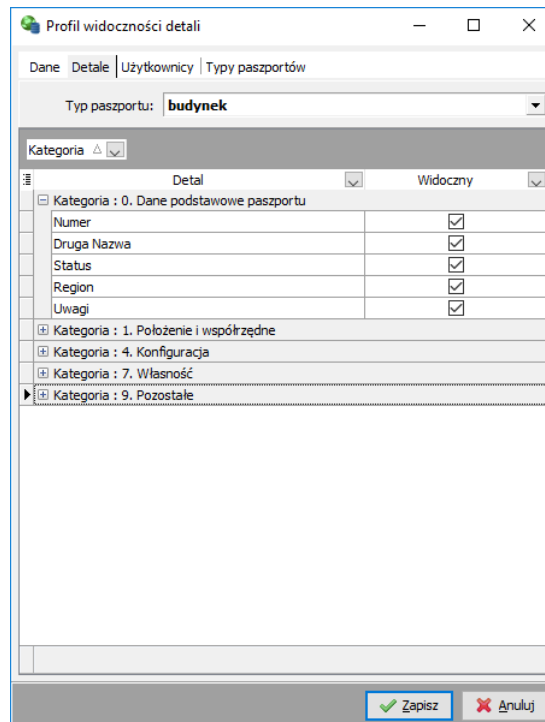 Profil widoczności detali
Dane Detale Użytkownicy Typy paszportów
Typ paszportu: budynek
Kategoria
Detal Widoczny
Kategoria : 0. Dane podstawowe paszportu
Numer
Druga Nazwa
Status
Region
Uwagi
Kategoria : 1. Położenie i współrzędne
Kategoria : 4. Konfiguracja
Kategoria : 7. Własność
Kategoria : 9. Pozostałe
Zapisz Anuluj